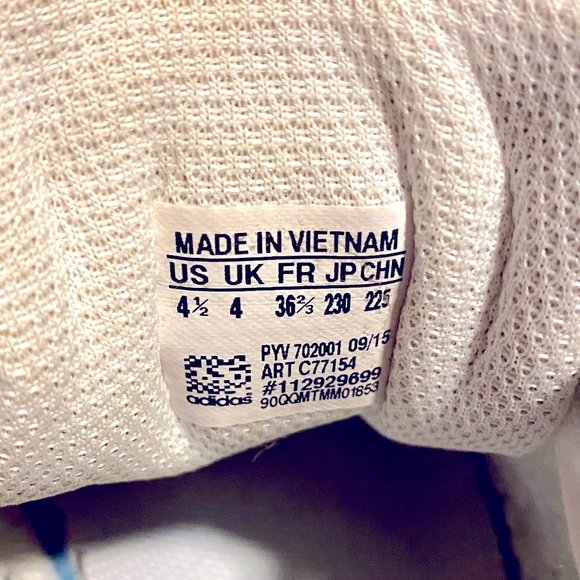 MADE IN VIETNAM
US UK FR JP CHN
4½ 4 36⅔ 230 225
PYV 702001 09/15
ART C77154
#112929699
adidas 90QQMTMM01853